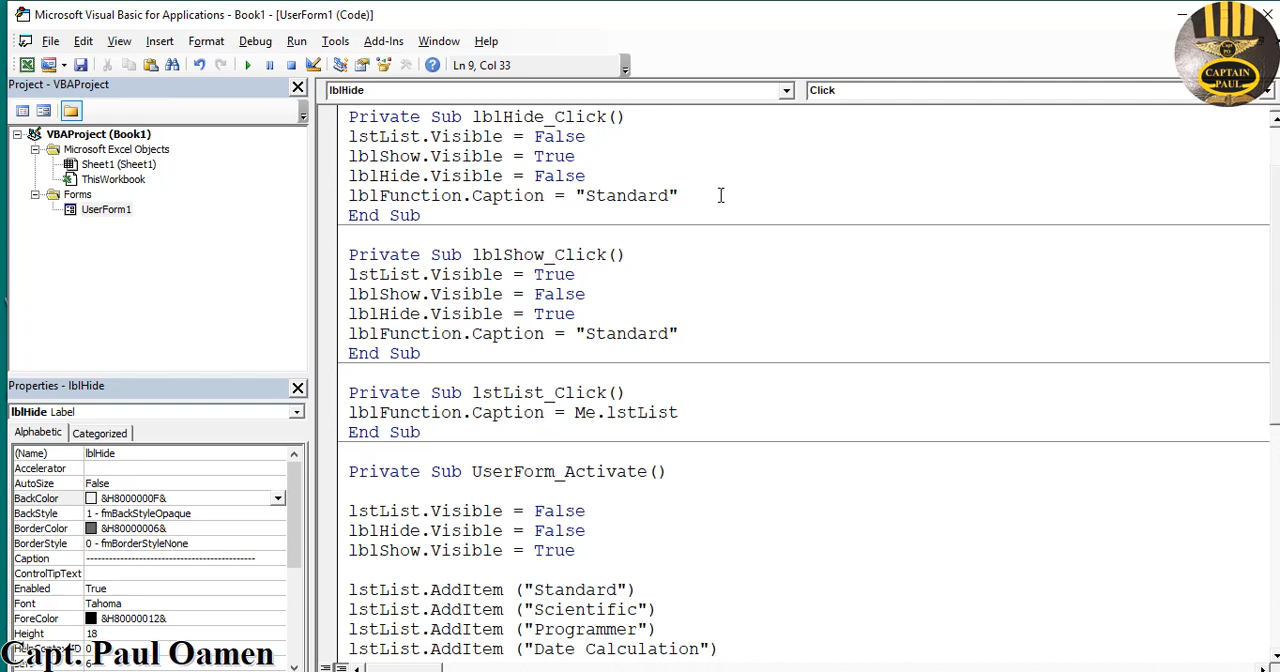 Microsoft Visual Basic for Applications - Book1 - [UserForm1 (Code)]
File Edit View Insert Format Debug Run Tools Add-Ins Window Help
Ln 9, Col 33
CAPTAIN
PAUL
Project - VBAProject
lblHide Click
VBAProject (Book1)
Microsoft Excel Objects
Sheet1 (Sheet1)
ThisWorkbook
Forms
UserForm1
Properties - lblHide
lblHide Label
Alphabetic Categorized
(Name) lblHide
Accelerator
AutoSize False
BackColor &H8000000F&
BackStyle 1 - fmBackStyleOpaque
BorderColor &H80000006&
BorderStyle 0 - fmBorderStyleNone
Caption ---------------------------------------------
ControlTipText
Enabled True
Font Tahoma
ForeColor &H80000012&
Height 18
Capt. Paul Oamen
Private Sub lblHide_Click()
lstList.Visible = False
lblShow.Visible = True
lblHide.Visible = False
lblFunction.Caption = "Standard"
End Sub
Private Sub lblShow_Click()
lstList.Visible = True
lblShow.Visible = False
lblHide.Visible = True
lblFunction.Caption = "Standard"
End Sub
Private Sub lstList_Click()
lblFunction.Caption = Me.lstList
End Sub
Private Sub UserForm_Activate()
lstList.Visible = False
lblHide.Visible = False
lblShow.Visible = True
lstList.AddItem ("Standard")
lstList.AddItem ("Scientific")
lstList.AddItem ("Programmer")
lstList.AddItem ("Date Calculation")